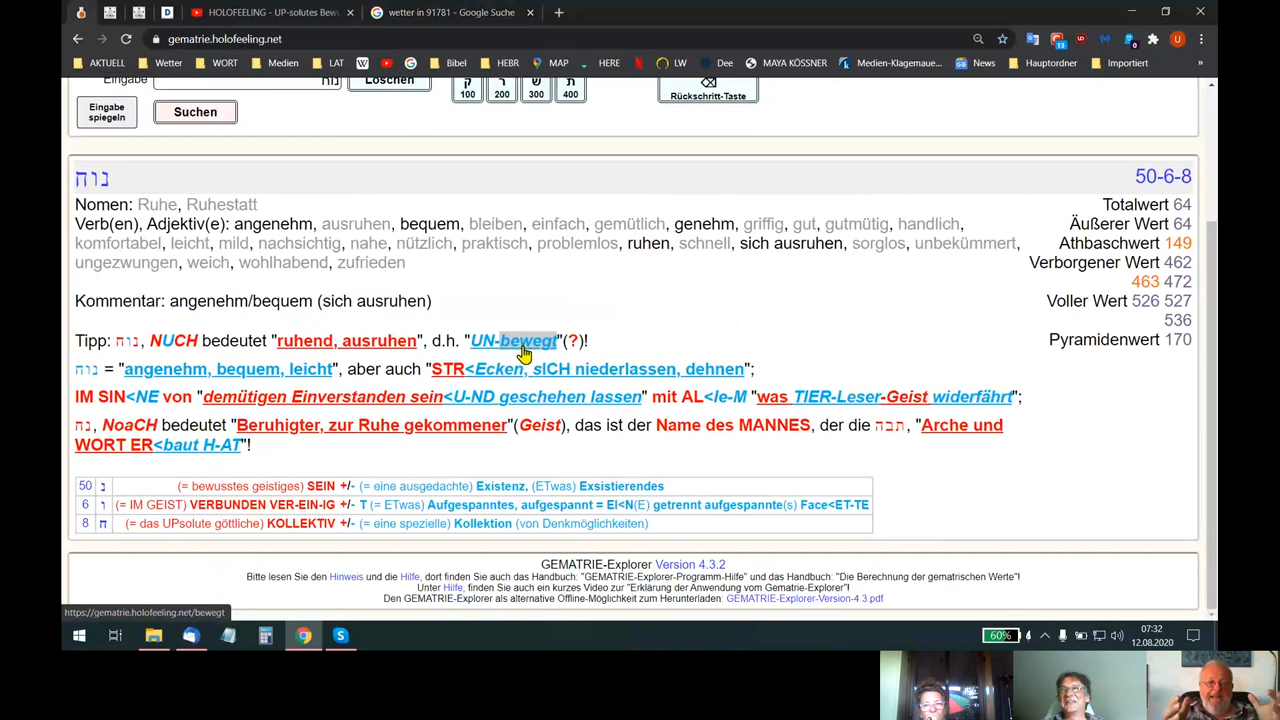 HOLOFEELING - UP-solutes Bew
wetter in 91781 - Google Suche
gematrie.holofeeling.net
AKTUELL Wetter WORT Medien LAT Bibel HEBR MAP HERE LW Dee MAYA KÖSSNER Medien-Klagemaue... News Hauptordner Importiert
Eingabe נוח Löschen ק 100 ר 200 ש 300 ת 400 Rückschritt-Taste
Eingabe spiegeln Suchen
נוח 50-6-8
Nomen: Ruhe, Ruhestatt Totalwert 64
Verb(en), Adjektiv(e): angenehm, ausruhen, bequem, bleiben, einfach, gemütlich, genehm, griffig, gut, gutmütig, handlich, Äußerer Wert 64
komfortabel, leicht, mild, nachsichtig, nahe, nützlich, praktisch, problemlos, ruhen, schnell, sich ausruhen, sorglos, unbekümmert, Athbaschwert 149
ungezwungen, weich, wohlhabend, zufrieden Verborgener Wert 462
463 472
Kommentar: angenehm/bequem (sich ausruhen) Voller Wert 526 527
536
Tipp: נוח, NUCH bedeutet "ruhend, ausruhen", d.h. "UN-bewegt"(?)! Pyramidenwert 170
נוח = "angenehm, bequem, leicht", aber auch "STR<Ecken, sICH niederlassen, dehnen";
IM SIN<NE von "demütigen Einverstanden sein<U-ND geschehen lassen" mit AL<le-M "was TIER-Leser-Geist widerfährt";
נח, NoaCH bedeutet "Beruhigter, zur Ruhe gekommener"(Geist), das ist der Name des MANNES, der die תבה, "Arche und
WORT ER<baut H-AT"!
50 נ (= bewusstes geistiges) SEIN +/- (= eine ausgedachte) Existenz, (ETwas) Exsistierendes
6 ו (= IM GEIST) VERBUNDEN VER-EIN-IG +/- T (= ETwas) Aufgespanntes, aufgespannt = EI<N(E) getrennt aufgespannte(s) Face<ET-TE
8 ח (= das UPsolute göttliche) KOLLEKTIV +/- (= eine spezielle) Kollektion (von Denkmöglichkeiten)
GEMATRIE-Explorer Version 4.3.2
Bitte lesen Sie den Hinweis und die Hilfe, dort finden Sie auch das Handbuch: "GEMATRIE-Explorer-Programm-Hilfe" und das Handbuch: "Die Berechnung der gematrischen Werte"!
Unter Hilfe, finden Sie auch ein kurzes Video zur "Erklärung der Anwendung vom Gematrie-Explorer"!
Den GEMATRIE-Explorer als alternative Offline-Möglichkeit zum Herunterladen: GEMATRIE-Explorer-Version-4.3.pdf
https://gematrie.holofeeling.net/bewegt
60% 07:32
12.08.2020